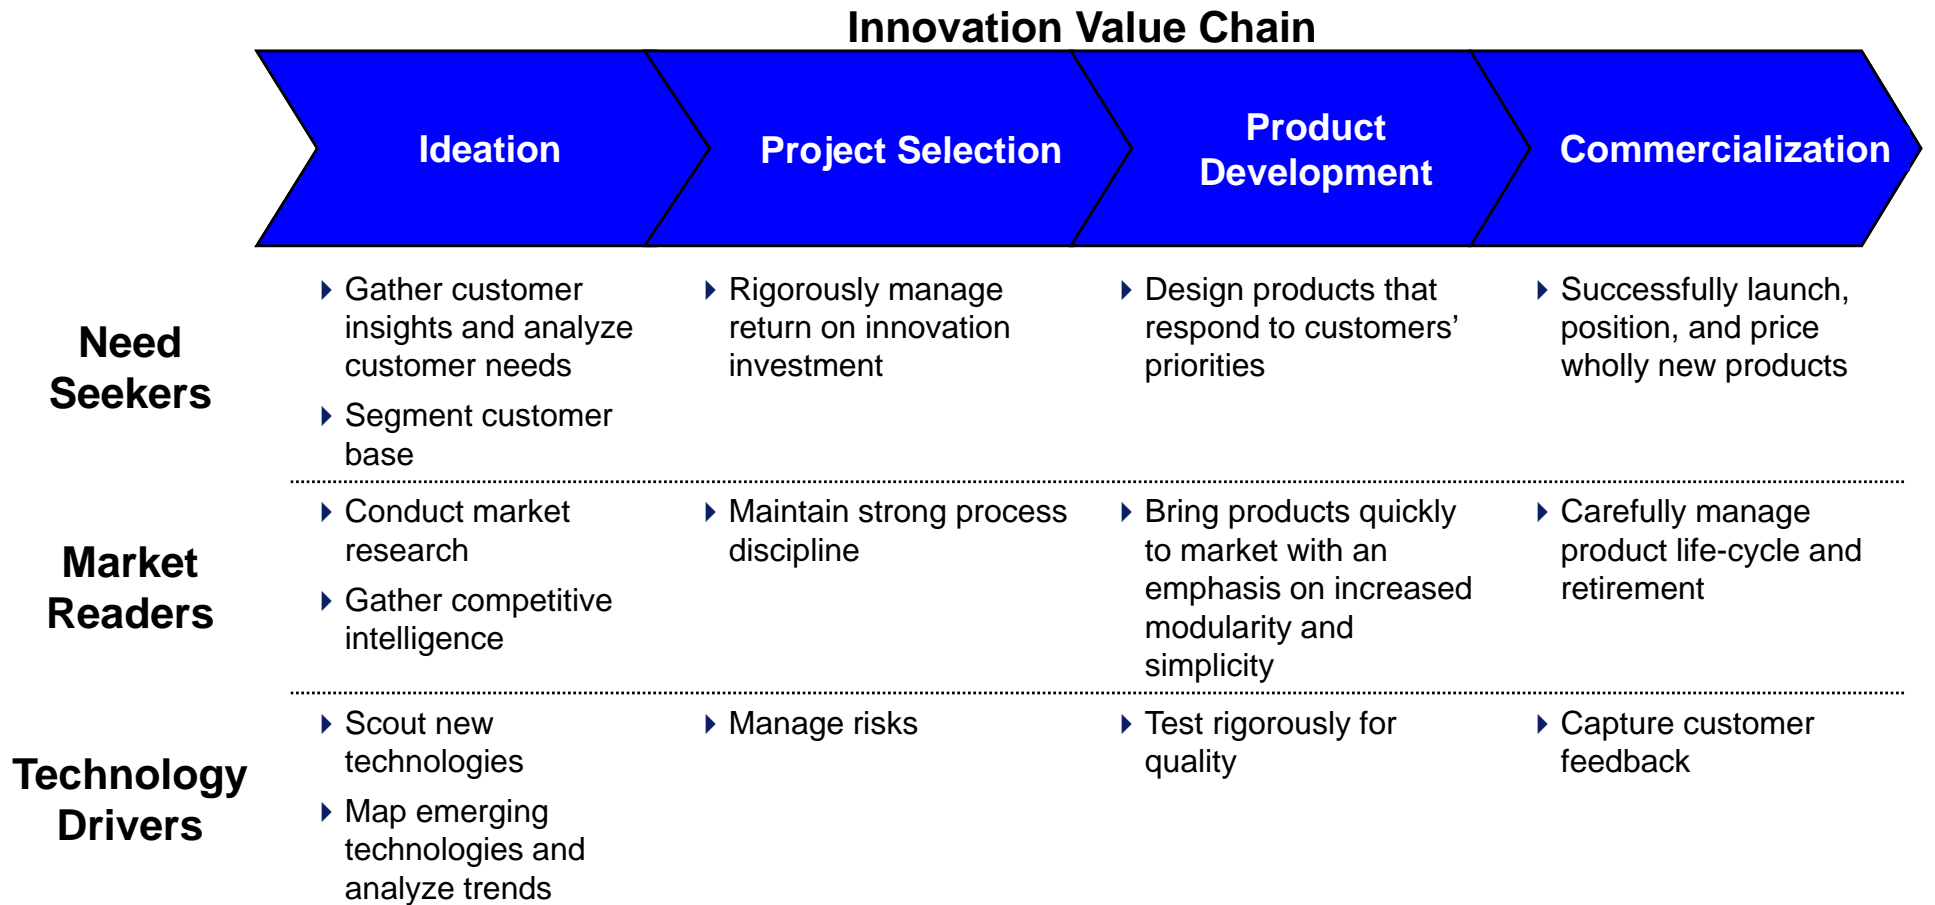 Innovation Value Chain
Ideation
Project Selection
Product
Development
Commercialization
Need
Seekers
Gather customer
insights and analyze
customer needs
Segment customer
base
Rigorously manage
return on innovation
investment
Design products that
respond to customers’
priorities
Successfully launch,
position, and price
wholly new products
Market
Readers
Conduct market
research
Gather competitive
intelligence
Maintain strong process
discipline
Bring products quickly
to market with an
emphasis on increased
modularity and
simplicity
Carefully manage
product life-cycle and
retirement
Technology
Drivers
Scout new
technologies
Map emerging
technologies and
analyze trends
Manage risks
Test rigorously for
quality
Capture customer
feedback